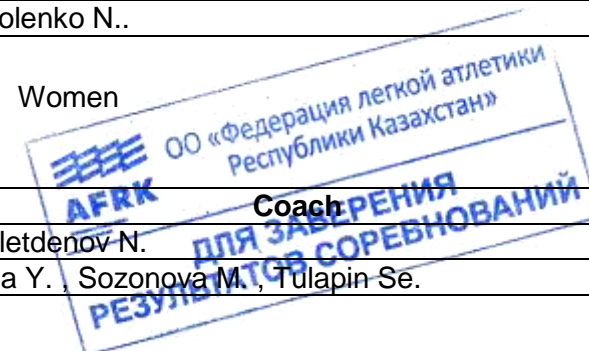 olenko N..
Women
ОО «Федерация легкой атлетики
Республики Казахстан»
AFRK
ДЛЯ ЗАВЕРЕНИЯ
РЕЗУЛЬТАТОВ СОРЕВНОВАНИЙ
Coach
letdenov N.
a Y. , Sozonova M. , Tulapin Se.